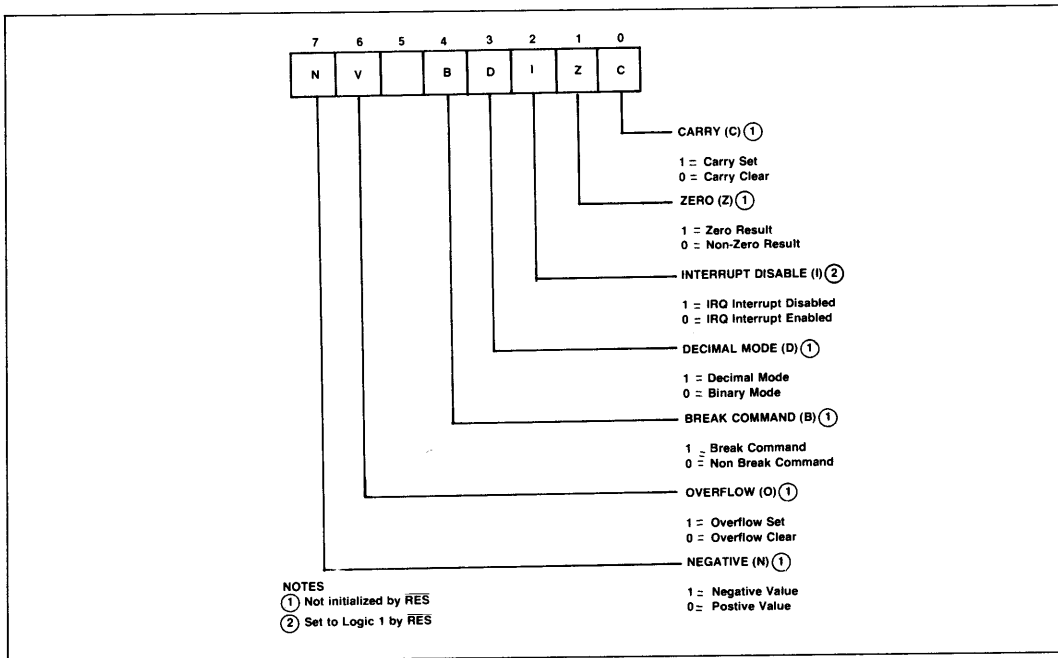 7 6 5 4 3 2 1 0
N V B D I Z C
CARRY (C) 1
1 = Carry Set
0 = Carry Clear
ZERO (Z) 1
1 = Zero Result
0 = Non-Zero Result
INTERRUPT DISABLE (I) 2
1 = IRQ Interrupt Disabled
0 = IRQ Interrupt Enabled
DECIMAL MODE (D) 1
1 = Decimal Mode
0 = Binary Mode
BREAK COMMAND (B) 1
1 = Break Command
0 = Non Break Command
OVERFLOW (O) 1
1 = Overflow Set
0 = Overflow Clear
NEGATIVE (N) 1
1 = Negative Value
0 = Postive Value
NOTES
1 Not initialized by RES
2 Set to Logic 1 by RES